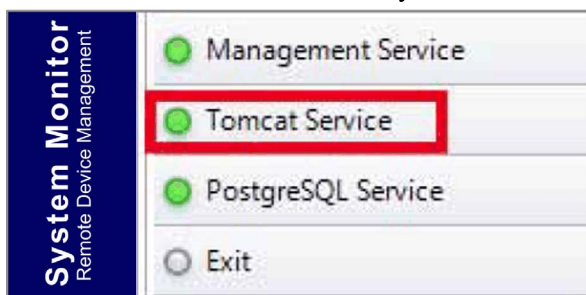 System Monitor
Remote Device Management
Management Service
Tomcat Service
PostgreSQL Service
Exit